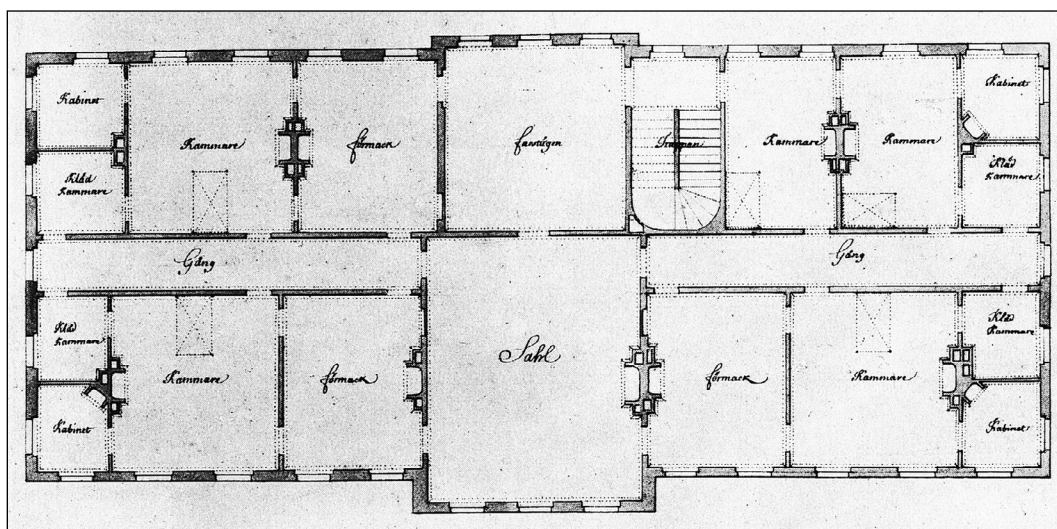 Kabinet
Kammare
förmack
farstugan
Trappan
Kammare
Kammare
Kabinet
Kläd
Kammare
Kläd
Kammare
Gång
Gång
Kläd
Kammare
Kammare
förmack
Sahl
förmack
Kammare
Kläd
Kammare
Kabinet
Kabinet